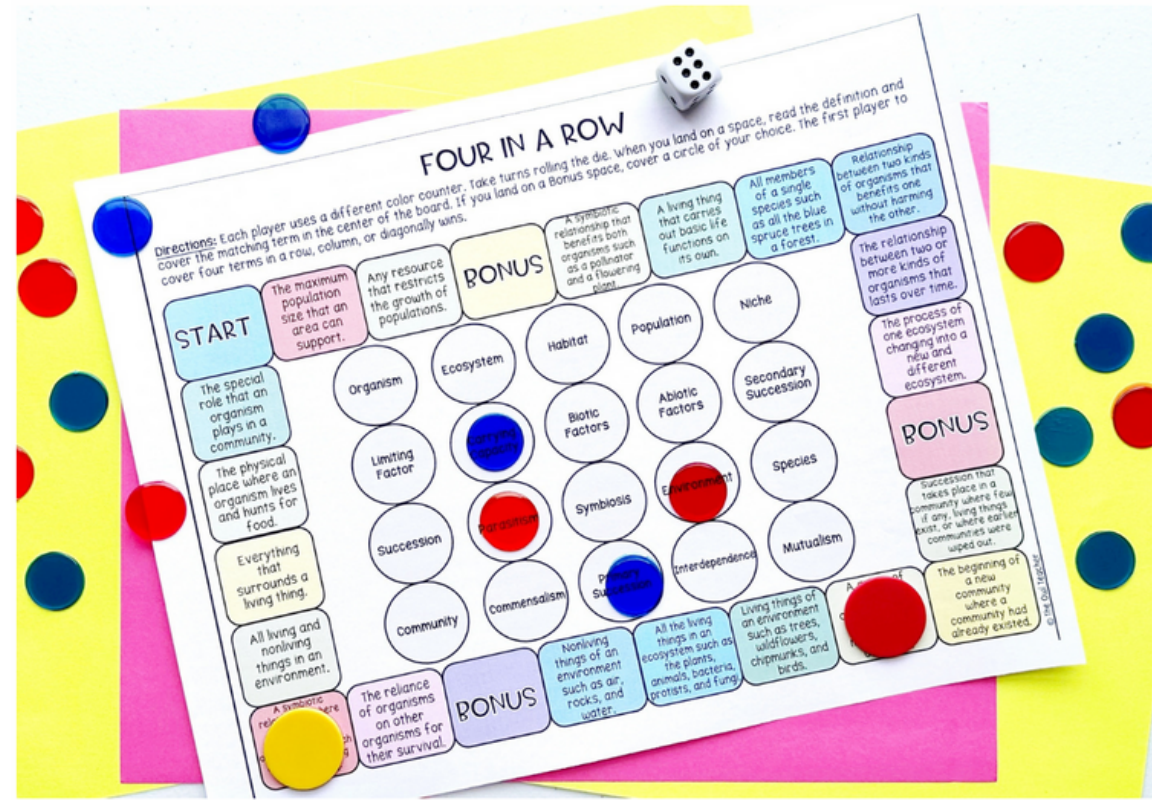 FOUR IN A ROW
Directions: Each player uses a different color counter. Take turns rolling the die. When you land on a space, read the definition and
cover the matching term in the center of the board. If you land on a Bonus space, cover a circle of your choice. The first player to
cover four terms in a row, column, or diagonally wins.
START
The maximum
population
size that an
area can
support.
Any resource
that restricts
the growth of
populations.
BONUS
A symbiotic
relationship that
benefits both
organisms such
as a pollinator
and a flowering
plant.
A living thing
that carries
out basic life
functions on
its own.
All members
of a single
species such
as all the blue
spruce trees in
a forest.
Relationship
between two kinds
of organisms that
benefits one
without harming
the other.
The relationship
between two or
more kinds of
organisms that
lasts over time.
The process of
one ecosystem
changing into a
new and
different
ecosystem.
BONUS
Succession that
takes place in a
community where few
if any, living things
exist, or where earlier
communities were
wiped out.
The beginning of
a new
community
where a
community had
already existed.
A of
Living things of
an environment
such as trees,
wildflowers,
chipmunks, and
birds.
All the living
things in an
ecosystem such as
the plants,
animals, bacteria,
protists, and fungi.
Nonliving
things of an
environment
such as air,
rocks, and
water.
BONUS
The reliance
of organisms
on other
organisms for
their survival.
A symbiotic
All living and
nonliving
things in an
environment.
Everything
that
surrounds a
living thing.
The physical
place where an
organism lives
and hunts for
food.
The special
role that an
organism
plays in a
community.
Organism
Ecosystem
Habitat
Population
Niche
Limiting
Factor
Carrying
Capacity
Biotic
Factors
Abiotic
Factors
Secondary
Succession
Succession
Parasitism
Symbiosis
Environment
Species
Community
Commensalism
Primary
Succession
Interdependence
Mutualism
© The Owl Teacher